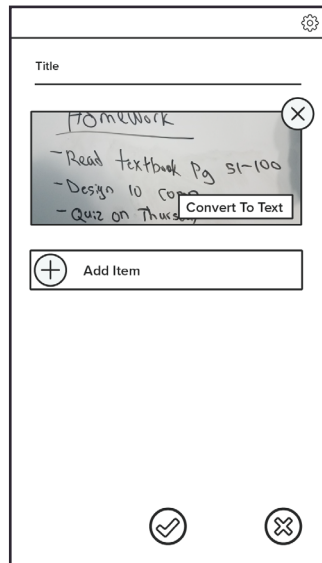 Title
Homework
- Read textbook pg 51-100
- Design 10
- Quiz on
Convert To Text
Add Item